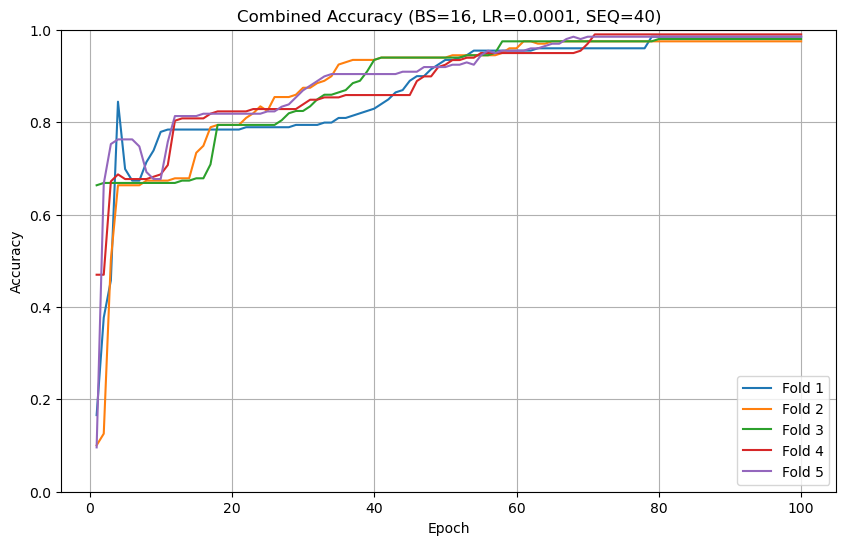 Combined Accuracy (BS=16, LR=0.0001, SEQ=40)
Accuracy
1.0
0.8
0.6
0.4
0.2
0.0
0 20 40 60 80 100
Epoch
Fold 1
Fold 2
Fold 3
Fold 4
Fold 5